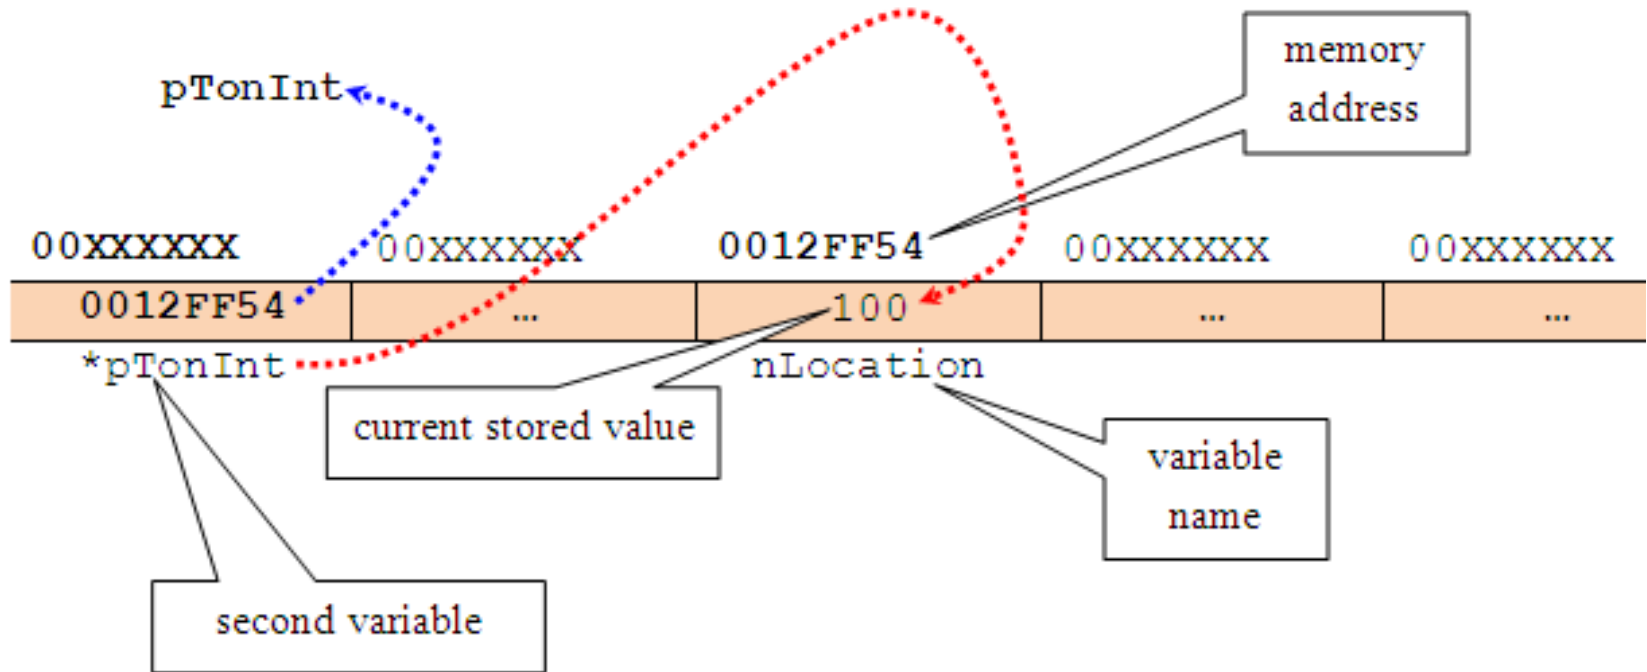 memory
address
pTonInt
00XXXXXX 00XXXXXX 0012FF54 00XXXXXX 00XXXXXX
0012FF54 … 100 … …
*pTonInt nLocation
current stored value
variable
name
second variable